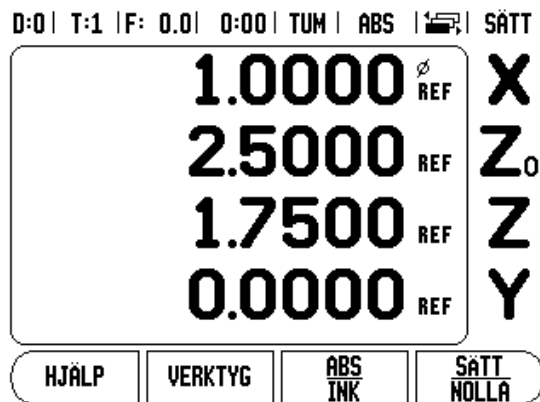 D:0 | T:1 | F: 0.0 | 0:00 | TUM | ABS | | SÄTT
1.0000 Ø REF X
2.5000 REF Z₀
1.7500 REF Z
0.0000 REF Y
HJÄLP VERKTYG ABS INK SÄTT NOLLA